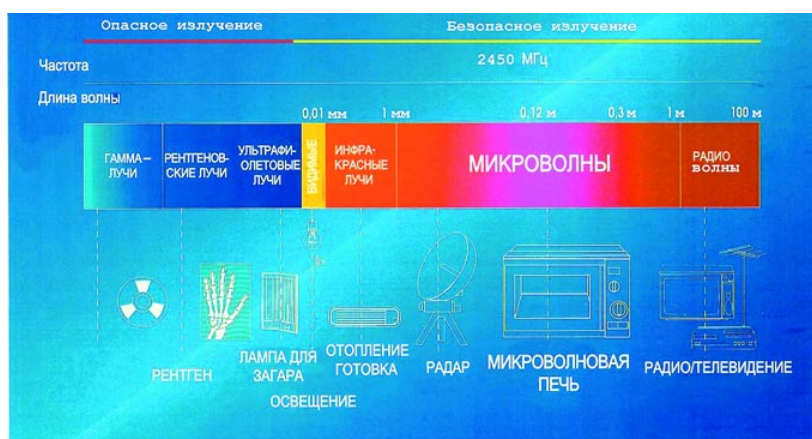 Опасное излучение
Безопасное излучение
Частота
2450 МГц
Длина волны
0,01 мм
1 мм
0,12 м
0,3 м
1 м
100 м
ГАММА–
ЛУЧИ
РЕНТГЕНОВ-
СКИЕ ЛУЧИ
УЛЬТРАФИ-
ОЛЕТОВЫЕ
ЛУЧИ
ВИДИМЫЕ
ИНФРА-
КРАСНЫЕ
ЛУЧИ
МИКРОВОЛНЫ
РАДИО
ВОЛНЫ
РЕНТГЕН
ЛАМПА ДЛЯ
ЗАГАРА
ОСВЕЩЕНИЕ
ОТОПЛЕНИЕ
ГОТОВКА
РАДАР
МИКРОВОЛНОВАЯ
ПЕЧЬ
РАДИО/ТЕЛЕВИДЕНИЕ